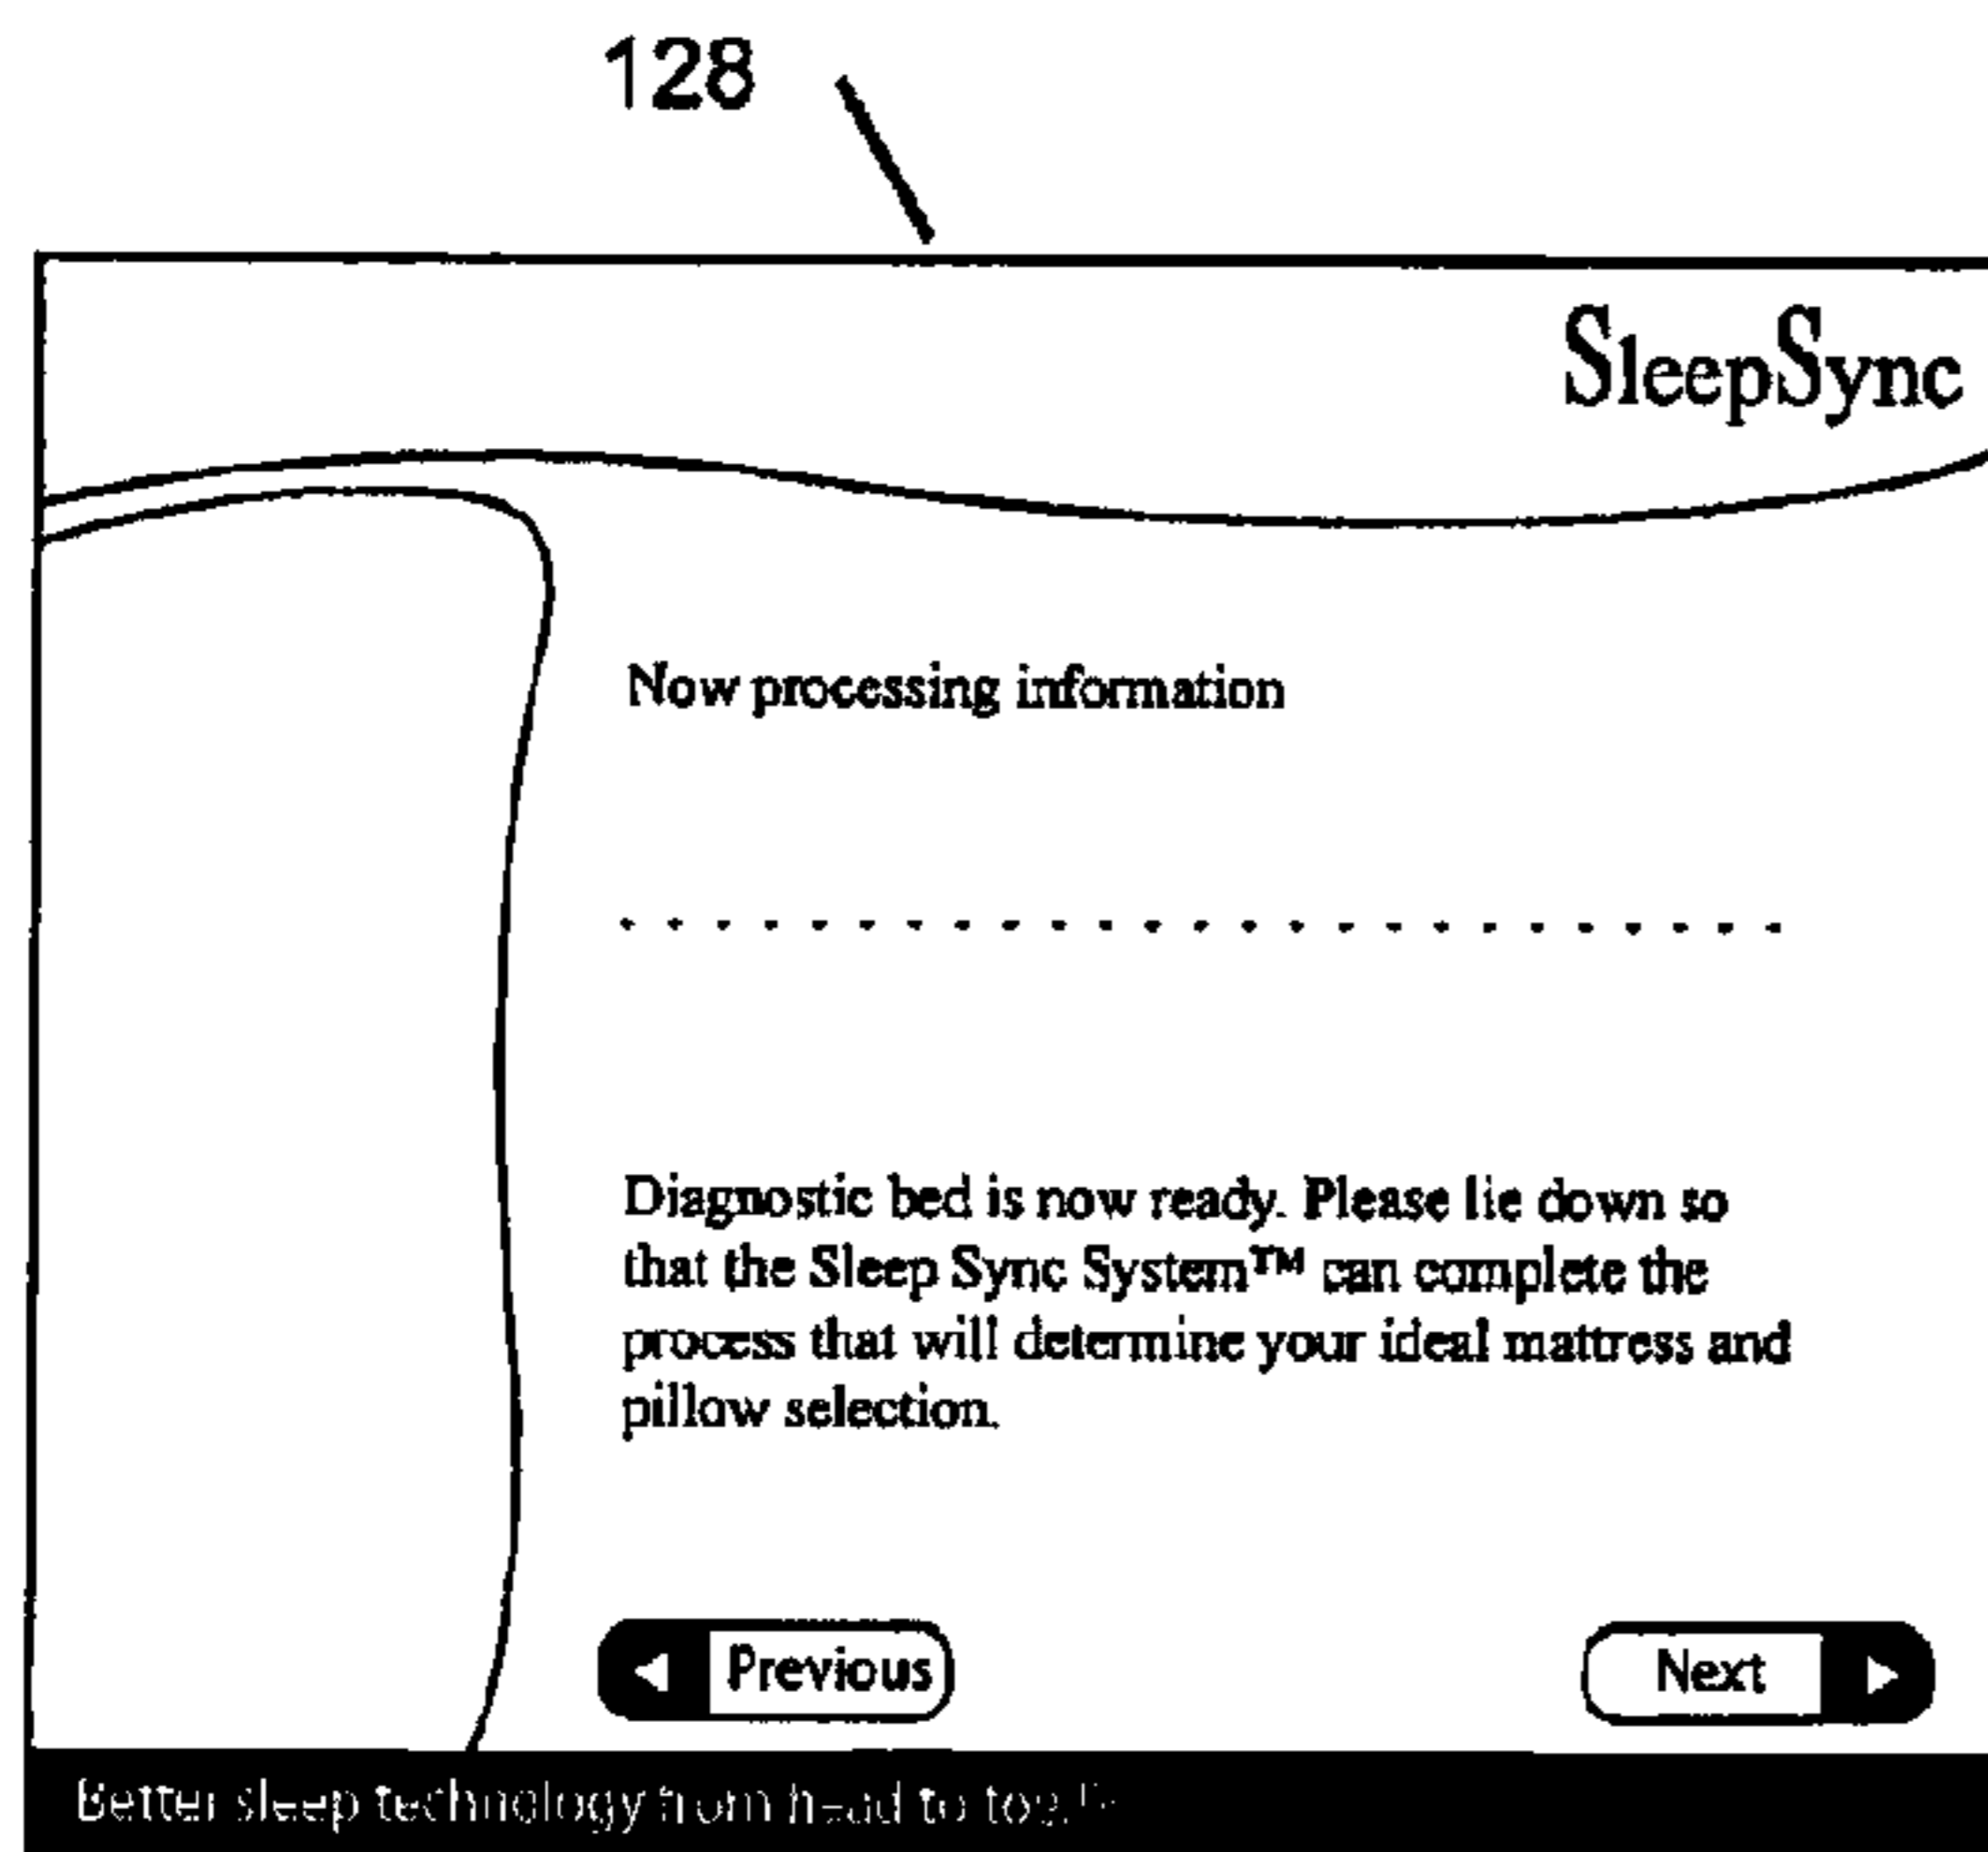 128
SleepSync
Now processing information
. . . . . . . . . . . . . . . . . . . . . . . . .
Diagnostic bed is now ready. Please lie down so
that the Sleep Sync System™ can complete the
process that will determine your ideal mattress and
pillow selection.
Previous
Next
Better sleep technology from head to toe.